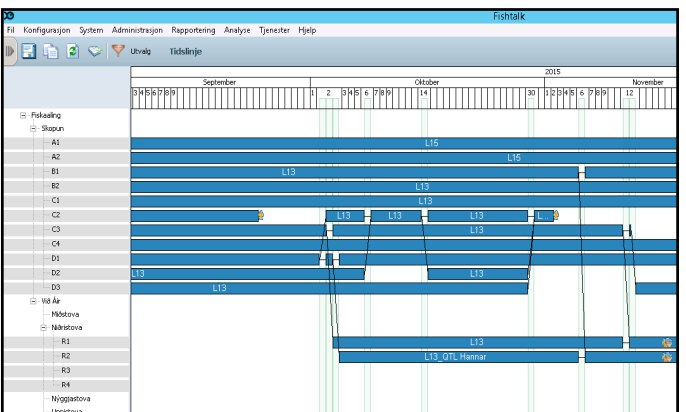 Fishtalk
Fil Konfigurasjon System Administrasjon Rapportering Analyse Tjenester Hjelp
Utvalg Tidslinje
2015
September Oktober November
3 4 5 6 7 8 9 1 2 3 4 5 6 7 8 9 14 30 1 2 3 4 5 6 7 8 9 12
Fiskaaling
Skopun
A1 L15
A2 L15
B1 L13
B2 L13
C1 L13
C2 L13 L13 L13 L...
C3 L13
C4
D1
D2 L13 L13
D3 L13
Við Áir
Miðstova
Niðristova
R1 L13
R2 L13_QTL Hannar
R3
R4
Nýggjastova